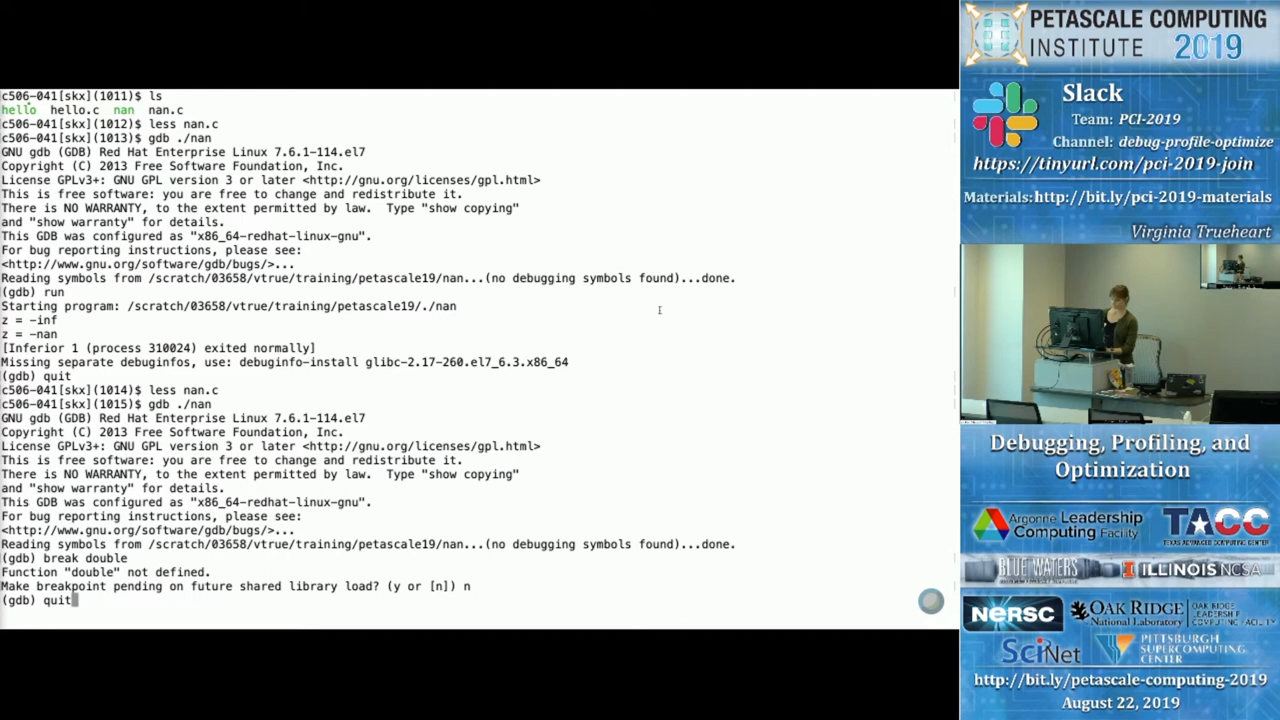 c506-041[skx](1011)$ ls
hello hello.c nan nan.c
c506-041[skx](1012)$ less nan.c
c506-041[skx](1013)$ gdb ./nan
GNU gdb (GDB) Red Hat Enterprise Linux 7.6.1-114.el7
Copyright (C) 2013 Free Software Foundation, Inc.
License GPLv3+: GNU GPL version 3 or later <http://gnu.org/licenses/gpl.html>
This is free software: you are free to change and redistribute it.
There is NO WARRANTY, to the extent permitted by law. Type "show copying"
and "show warranty" for details.
This GDB was configured as "x86_64-redhat-linux-gnu".
For bug reporting instructions, please see:
<http://www.gnu.org/software/gdb/bugs/>...
Reading symbols from /scratch/03658/vtrue/training/petascale19/nan...(no debugging symbols found)...done.
(gdb) run
Starting program: /scratch/03658/vtrue/training/petascale19/./nan
z = -inf
z = -nan
[Inferior 1 (process 310024) exited normally]
Missing separate debuginfos, use: debuginfo-install glibc-2.17-260.el7_6.3.x86_64
(gdb) quit
c506-041[skx](1014)$ less nan.c
c506-041[skx](1015)$ gdb ./nan
GNU gdb (GDB) Red Hat Enterprise Linux 7.6.1-114.el7
Copyright (C) 2013 Free Software Foundation, Inc.
License GPLv3+: GNU GPL version 3 or later <http://gnu.org/licenses/gpl.html>
This is free software: you are free to change and redistribute it.
There is NO WARRANTY, to the extent permitted by law. Type "show copying"
and "show warranty" for details.
This GDB was configured as "x86_64-redhat-linux-gnu".
For bug reporting instructions, please see:
<http://www.gnu.org/software/gdb/bugs/>...
Reading symbols from /scratch/03658/vtrue/training/petascale19/nan...(no debugging symbols found)...done.
(gdb) break double
Function "double" not defined.
Make breakpoint pending on future shared library load? (y or [n]) n
(gdb) quit
PETASCALE COMPUTING
INSTITUTE 2019
Slack
Team: PCI-2019
Channel: debug-profile-optimize
https://tinyurl.com/pci-2019-join
Materials: http://bit.ly/pci-2019-materials
Virginia Trueheart
Debugging, Profiling, and
Optimization
Argonne Leadership
Computing Facility
TACC
TEXAS ADVANCED COMPUTING CENTER
BLUE WATERS
I ILLINOIS NCSA
NERSC
OAK RIDGE
National Laboratory
OAK RIDGE
LEADERSHIP
COMPUTING FACILITY
SciNet
PITTSBURGH
SUPERCOMPUTING
CENTER
http://bit.ly/petascale-computing-2019
August 22, 2019